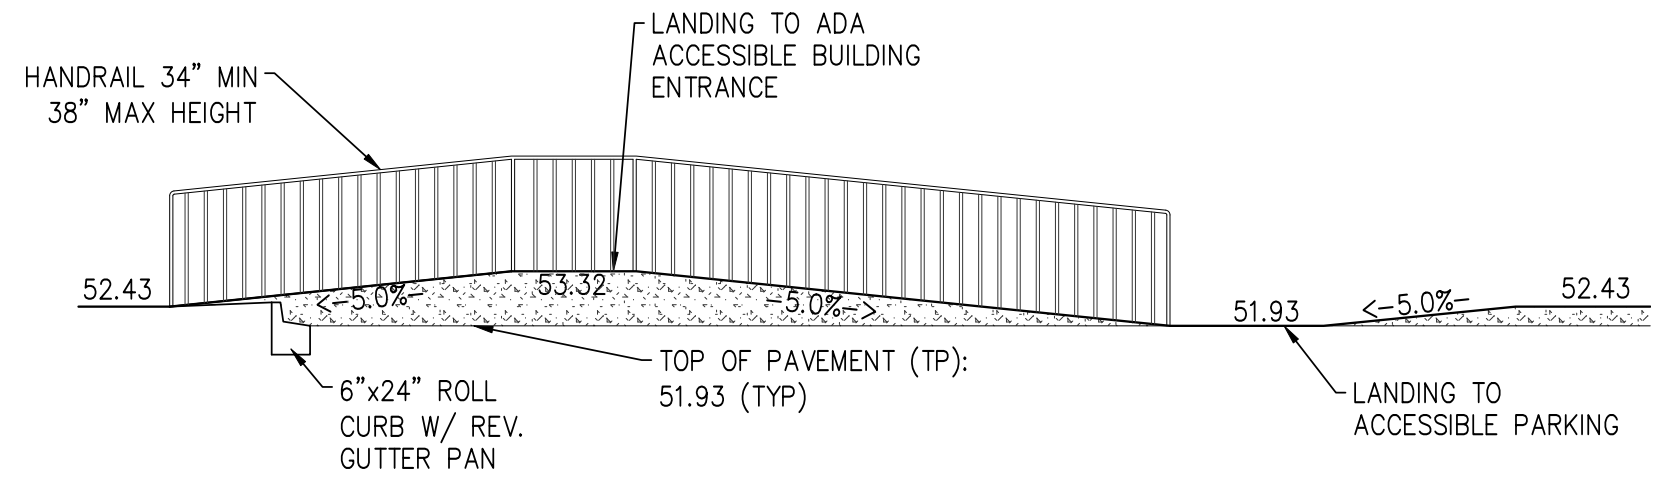 LANDING TO ADA
ACCESSIBLE BUILDING
ENTRANCE
HANDRAIL 34" MIN
38" MAX HEIGHT
52.43
<-5.0%-
53.32
-5.0%->
51.93
<-5.0%-
52.43
TOP OF PAVEMENT (TP):
51.93 (TYP)
6"x24" ROLL
CURB W/ REV.
GUTTER PAN
LANDING TO
ACCESSIBLE PARKING